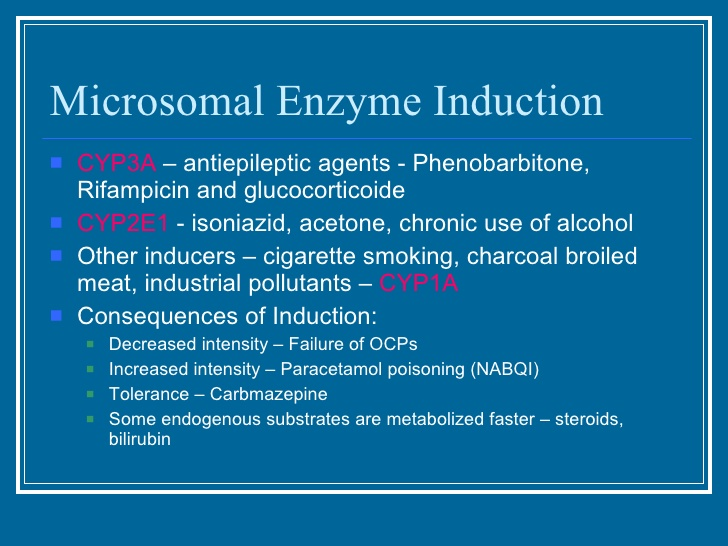 Microsomal Enzyme Induction
CYP3A – antiepileptic agents - Phenobarbitone,
Rifampicin and glucocorticoide
CYP2E1 - isoniazid, acetone, chronic use of alcohol
Other inducers – cigarette smoking, charcoal broiled
meat, industrial pollutants – CYP1A
Consequences of Induction:
Decreased intensity – Failure of OCPs
Increased intensity – Paracetamol poisoning (NABQI)
Tolerance – Carbmazepine
Some endogenous substrates are metabolized faster – steroids,
bilirubin